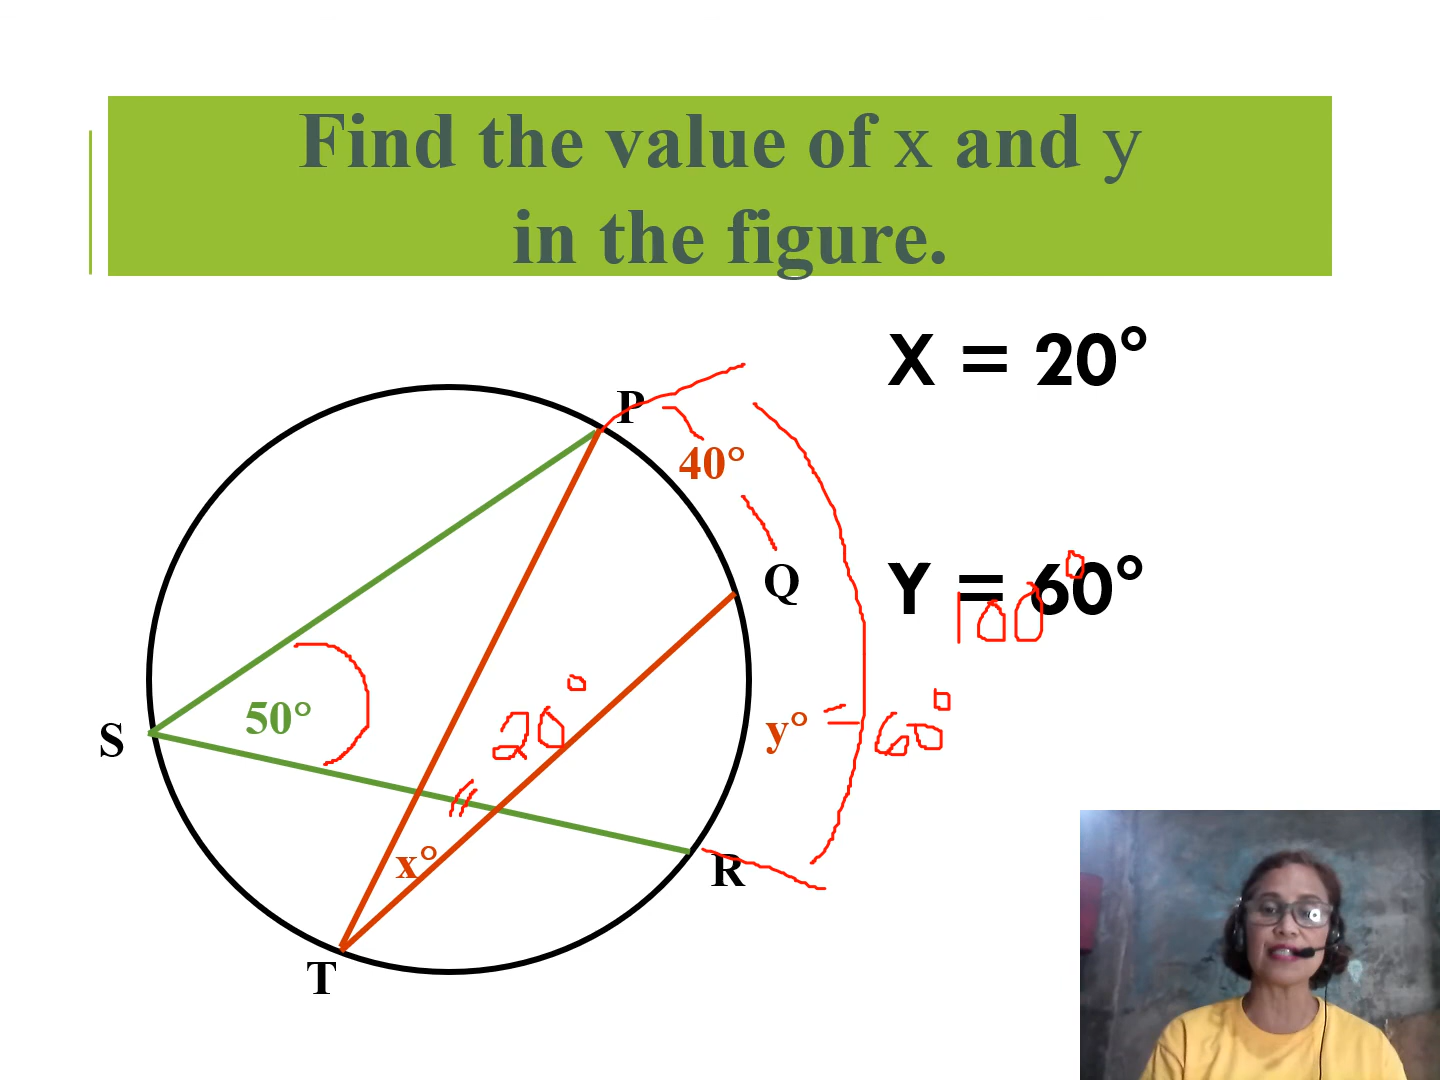 Find the value of x and y
in the figure.
X = 20°
P
40°
Y = 60°
100°
Q
20°
50°
S
y° = 60°
x°
R
T